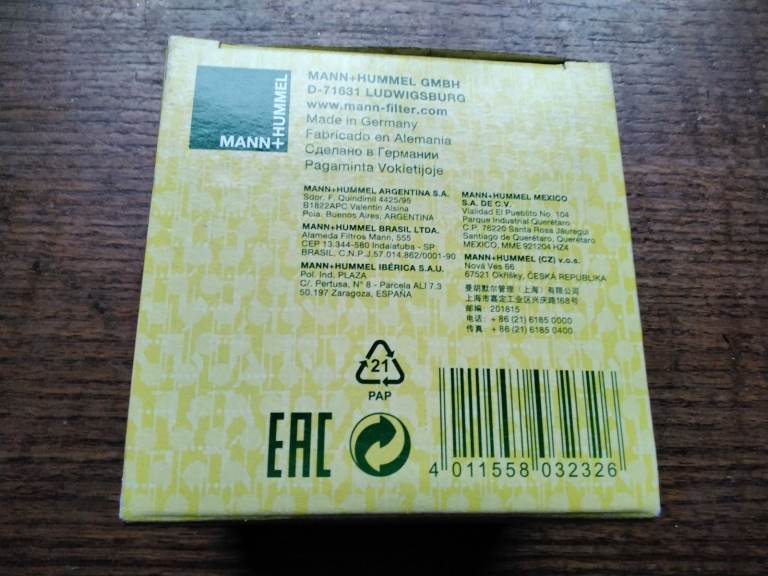 MANN+HUMMEL
MANN+HUMMEL GMBH
D-71631 LUDWIGSBURG
www.mann-filter.com
Made in Germany
Fabricado en Alemania
Сделано в Германии
Pagaminta Vokietijoje
MANN+HUMMEL ARGENTINA S.A.
Sdor. F. Quindimil 4425/95
B1822APC Valentín Alsina
Pcia. Buenos Aires, ARGENTINA
MANN+HUMMEL BRASIL LTDA.
Alameda Filtros Mann, 555
CEP 13.344-580 Indaiatuba - SP
BRASIL, C.N.P.J.57.014.862/0001-90
MANN+HUMMEL IBÉRICA S.A.U.
Pol. Ind. PLAZA
C/. Pertusa, N° 8 - Parcela ALI 7.3
50.197 Zaragoza, ESPAÑA
MANN+HUMMEL MEXICO
S.A. DE C.V.
Vialidad El Pueblito No. 104
Parque Industrial Querétaro
C.P. 76220 Santa Rosa Jáuregui
Santiago de Querétaro, Querétaro
MEXICO, MME 921204 HZ4
MANN+HUMMEL (CZ) v.o.s.
Nová Ves 66
67521 Okříšky, ČESKÁ REPUBLIKA
曼胡默尔管理（上海）有限公司
上海市嘉定工业区兴庆路168号
邮编: 201815
电话: + 86 (21) 6185 0000
传真: + 86 (21) 6185 0400
21
PAP
EAC
4 011558 032326